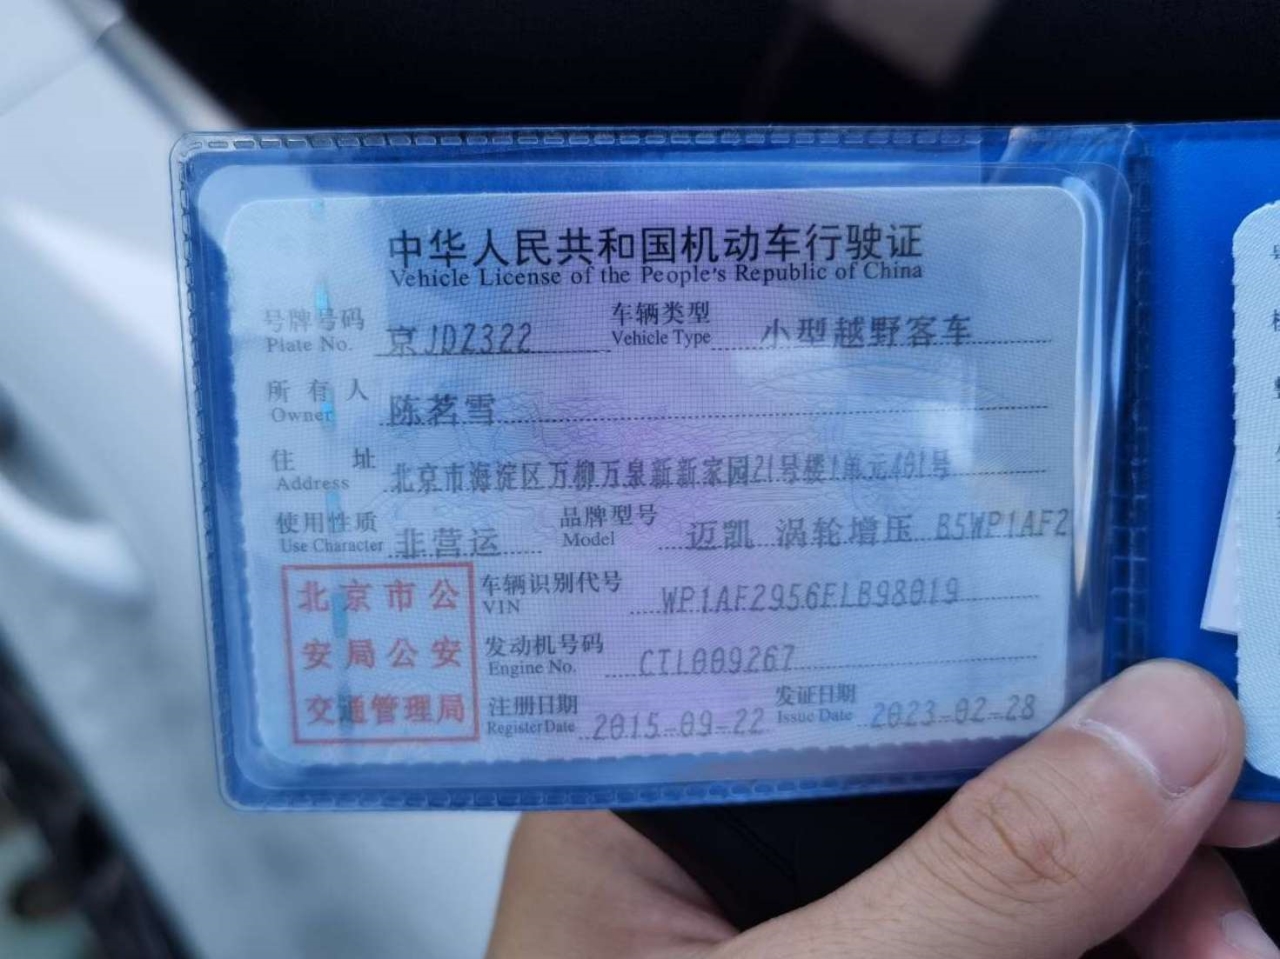 中华人民共和国机动车行驶证
Vehicle License of the People's Republic of China
号牌号码 京JDZ322 车辆类型 小型越野客车
Plate No. Vehicle Type
所有人 陈茗雪
Owner
住址 北京市海淀区万柳万泉新新家园21号楼1单元401号
Address
使用性质 非营运 品牌型号 迈凯 涡轮增压 B5WP1AF2
Use Character Model
北京市公
安局公安
交通管理局
车辆识别代号 WP1AF2956FLB98019
VIN
发动机号码 CTL009267
Engine No.
注册日期 2015-09-22 发证日期 2023-02-28
Register Date Issue Date